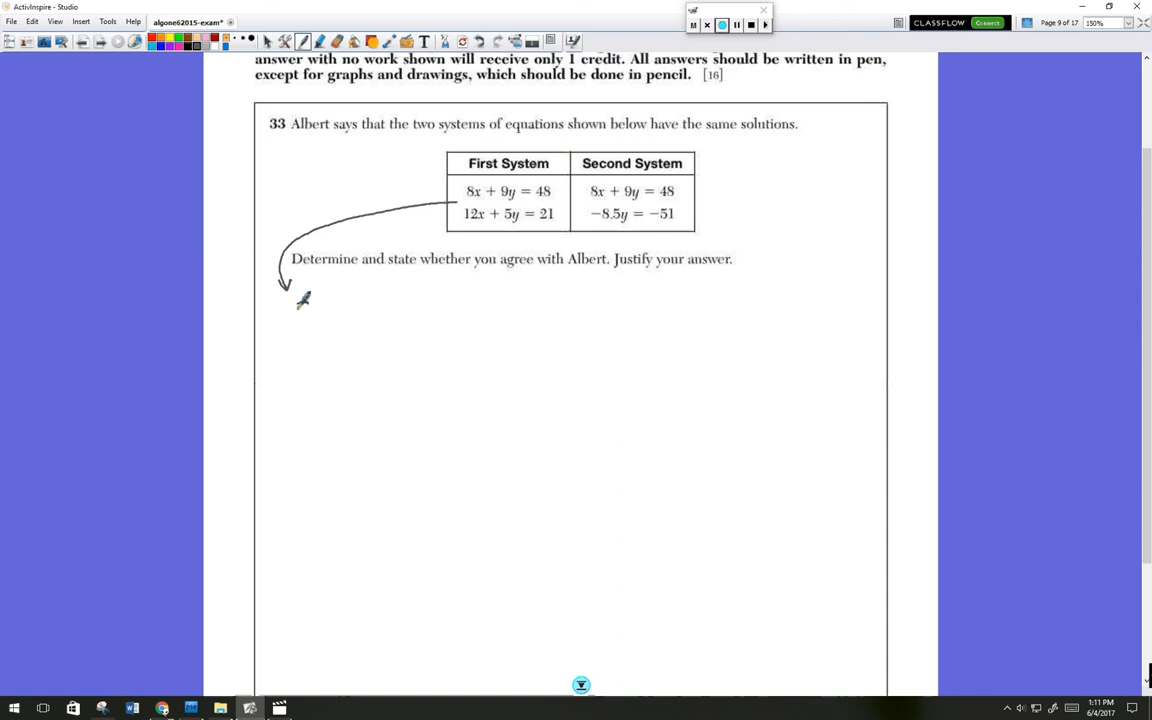 ActivInspire - Studio
File Edit View Insert Tools Help algone62015-exam* CLASSFLOW Connect Page 9 of 17 150%
answer with no work shown will receive only 1 credit. All answers should be written in pen,
except for graphs and drawings, which should be done in pencil. [16]
33 Albert says that the two systems of equations shown below have the same solutions.
First System Second System
8x + 9y = 48 8x + 9y = 48
12x + 5y = 21 −8.5y = −51
Determine and state whether you agree with Albert. Justify your answer.
1:11 PM
6/4/2017